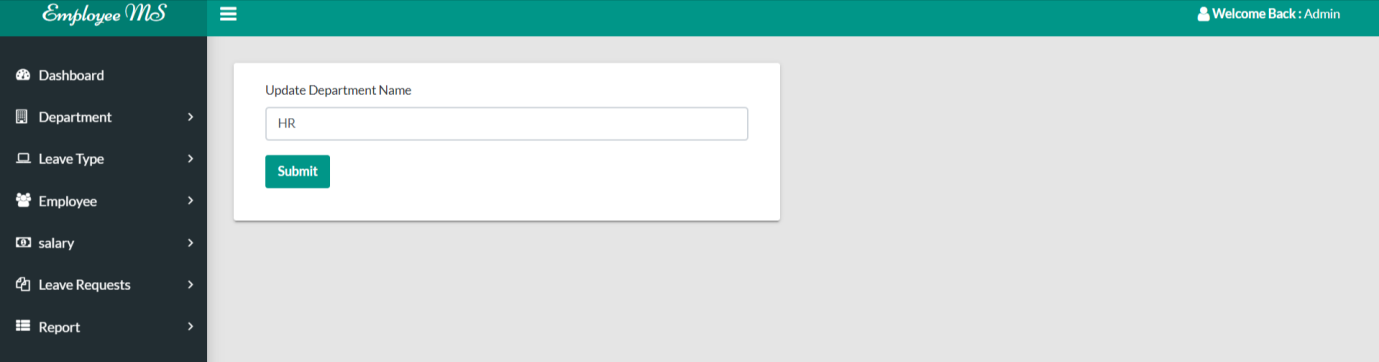 Employee MS
Welcome Back : Admin
Dashboard
Department
Leave Type
Employee
salary
Leave Requests
Report
Update Department Name
HR
Submit